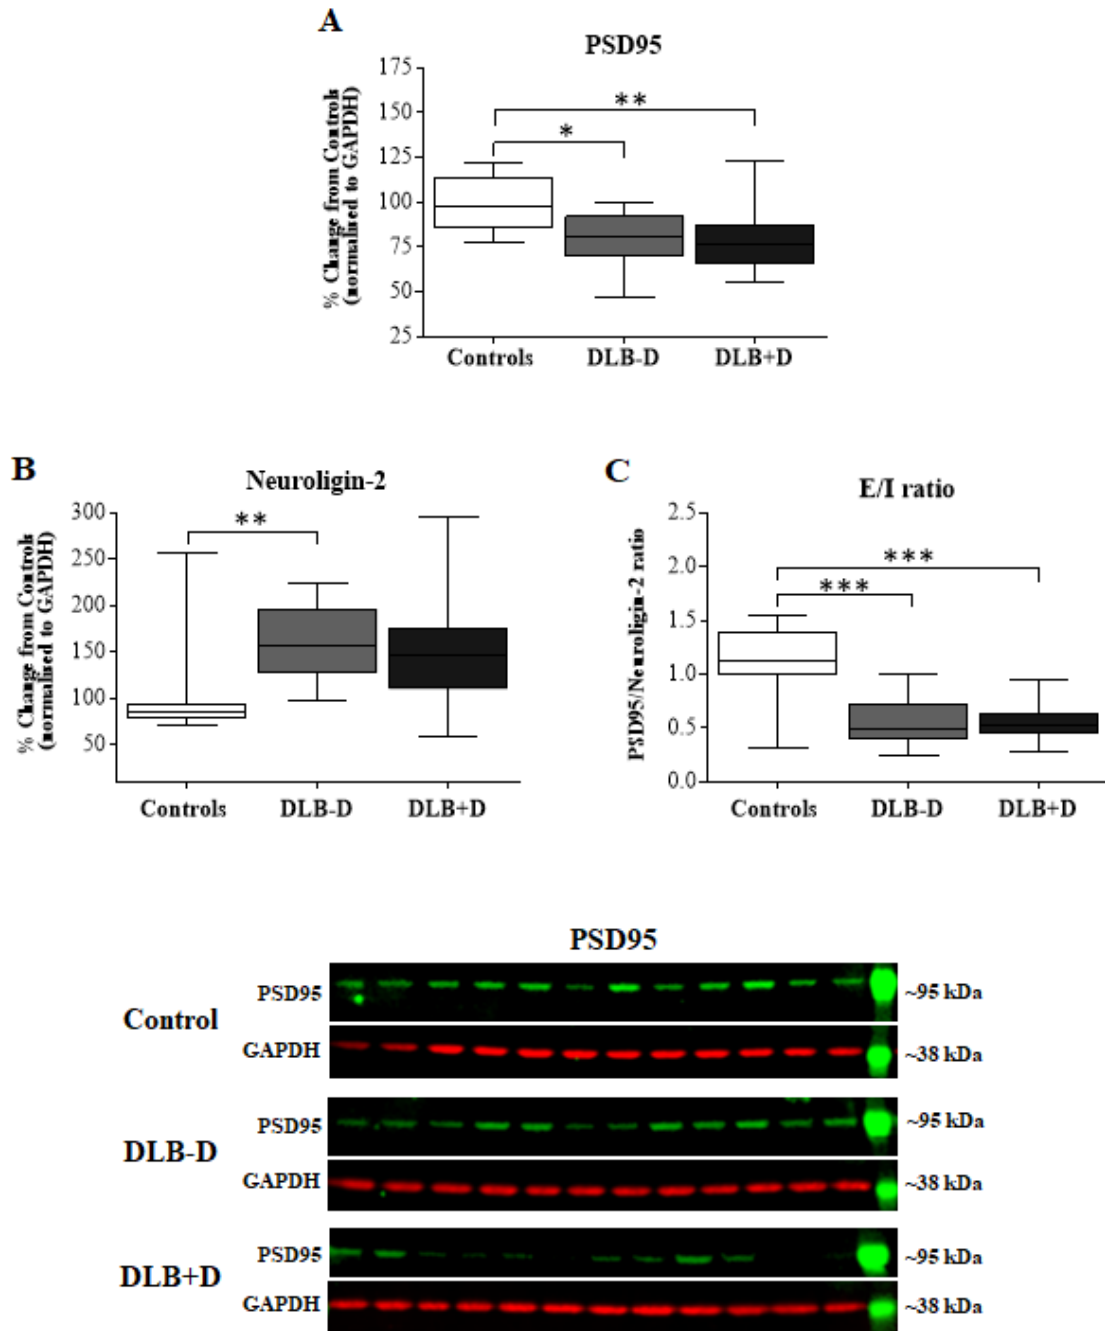 A
PSD95
% Change from Controls
(normalised to GAPDH)
175
150
125
100
75
50
25
**
*
Controls DLB-D DLB+D
B
Neuroligin-2
% Change from Controls
(normalised to GAPDH)
300
250
200
150
100
50
**
Controls DLB-D DLB+D
C
E/I ratio
PSD95/Neuroligin-2 ratio
2.5
2.0
1.5
1.0
0.5
0.0
***
***
Controls DLB-D DLB+D
PSD95
Control
PSD95 ~95 kDa
GAPDH ~38 kDa
DLB-D
PSD95 ~95 kDa
GAPDH ~38 kDa
DLB+D
PSD95 ~95 kDa
GAPDH ~38 kDa